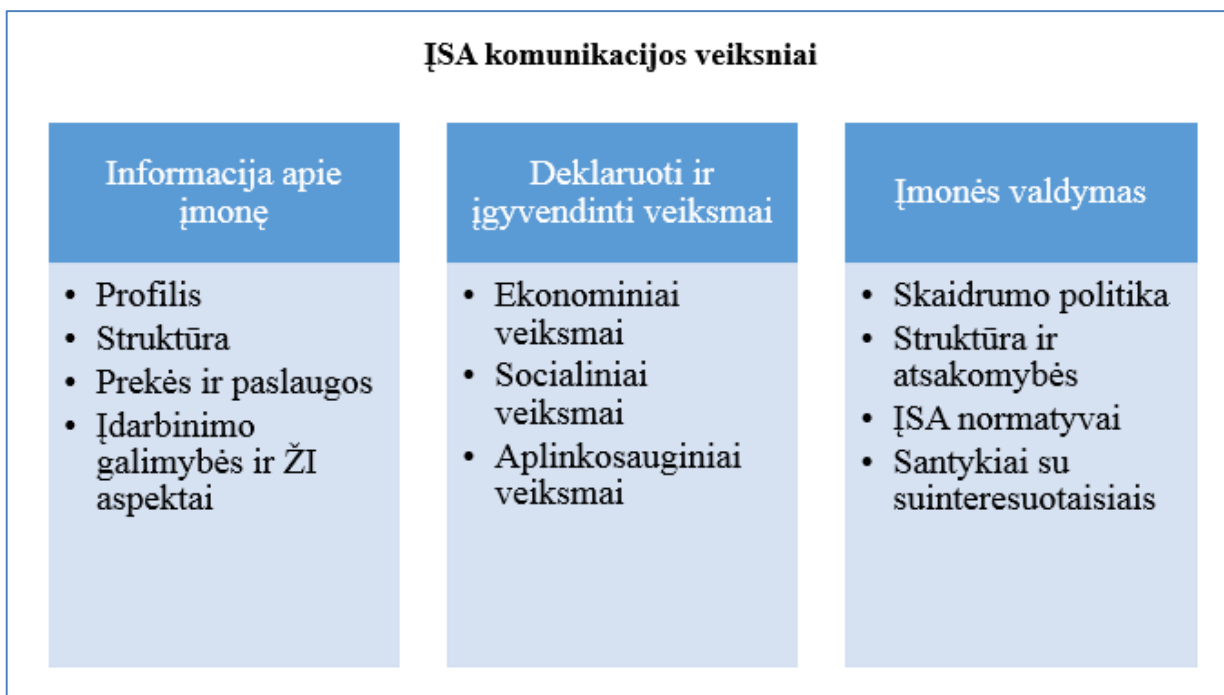 ĮSA komunikacijos veiksniai
Informacija apie
įmonę
• Profilis
• Struktūra
• Prekės ir paslaugos
• Įdarbinimo
galimybės ir ŽI
aspektai
Deklaruoti ir
įgyvendinti veiksmai
• Ekonominiai
veiksmai
• Socialiniai
veiksmai
• Aplinkosauginiai
veiksmai
Įmonės valdymas
• Skaidrumo politika
• Struktūra ir
atsakomybės
• ĮSA normatyvai
• Santykiai su
suinteresuotaisiais